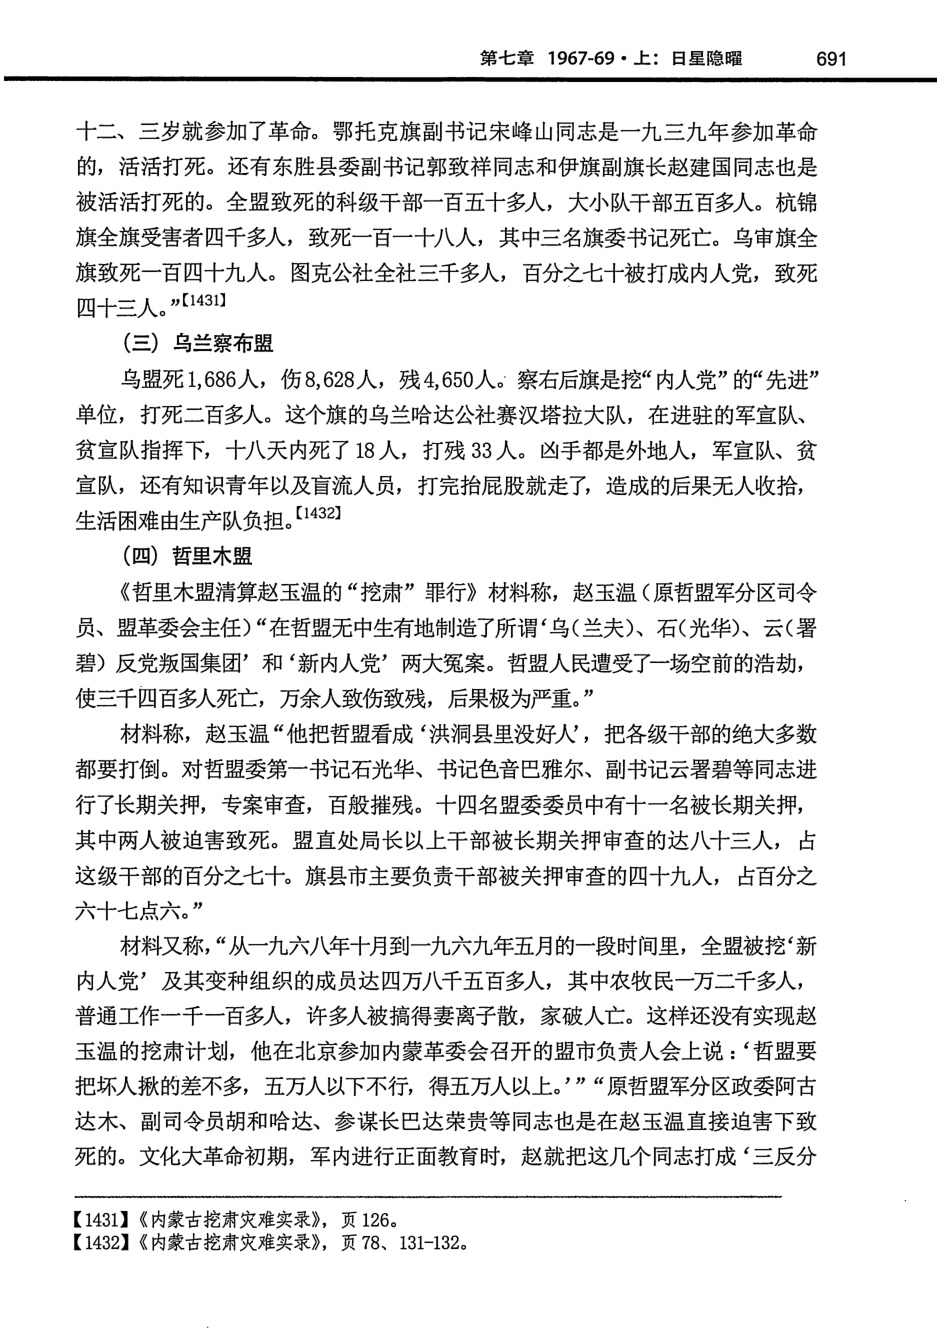 第七章 1967-69·上：日星隐曜 691
十二、三岁就参加了革命。鄂托克旗副书记宋峰山同志是一九三九年参加革命
的，活活打死。还有东胜县委副书记郭致祥同志和伊旗副旗长赵建国同志也是
被活活打死的。全盟致死的科级干部一百五十多人，大小队干部五百多人。杭锦
旗全旗受害者四千多人，致死一百一十八人，其中三名旗委书记死亡。乌审旗全
旗致死一百四十九人。图克公社全社三千多人，百分之七十被打成内人党，致死
四十三人。”【1431】
（三）乌兰察布盟
乌盟死1,686人，伤8,628人，残4,650人。察右后旗是挖“内人党”的“先进”
单位，打死二百多人。这个旗的乌兰哈达公社赛汉塔拉大队，在进驻的军宣队、
贫宣队指挥下，十八天内死了18人，打残33人。凶手都是外地人，军宣队、贫
宣队，还有知识青年以及盲流人员，打完抬屁股就走了，造成的后果无人收拾，
生活困难由生产队负担。【1432】
（四）哲里木盟
《哲里木盟清算赵玉温的“挖肃”罪行》材料称，赵玉温（原哲盟军分区司令
员、盟革委会主任）“在哲盟无中生有地制造了所谓‘乌（兰夫）、石（光华）、云（署
碧）反党叛国集团’和‘新内人党’两大冤案。哲盟人民遭受了一场空前的浩劫，
使三千四百多人死亡，万余人致伤致残，后果极为严重。”
材料称，赵玉温“他把哲盟看成‘洪洞县里没好人’，把各级干部的绝大多数
都要打倒。对哲盟委第一书记石光华、书记色音巴雅尔、副书记云署碧等同志进
行了长期关押，专案审查，百般摧残。十四名盟委委员中有十一名被长期关押，
其中两人被迫害致死。盟直处局长以上干部被长期关押审查的达八十三人，占
这级干部的百分之七十。旗县市主要负责干部被关押审查的四十九人，占百分之
六十七点六。”
材料又称，“从一九六八年十月到一九六九年五月的一段时间里，全盟被挖‘新
内人党’及其变种组织的成员达四万八千五百多人，其中农牧民一万二千多人，
普通工作一千一百多人，许多人被搞得妻离子散，家破人亡。这样还没有实现赵
玉温的挖肃计划，他在北京参加内蒙革委会召开的盟市负责人会上说：‘哲盟要
把坏人揪的差不多，五万人以下不行，得五万人以上。’”“原哲盟军分区政委阿古
达木、副司令员胡和哈达、参谋长巴达荣贵等同志也是在赵玉温直接迫害下致
死的。文化大革命初期，军内进行正面教育时，赵就把这几个同志打成‘三反分
【1431】《内蒙古挖肃灾难实录》，页126。
【1432】《内蒙古挖肃灾难实录》，页78、131-132。